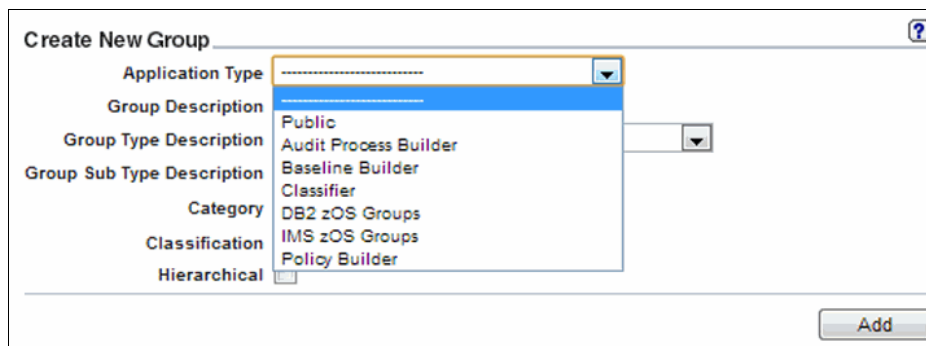 Create New Group
?
Application Type ---------------------------
Group Description ---------------------------
Public
Group Type Description
Audit Process Builder
Baseline Builder
Group Sub Type Description
Classifier
Category
DB2 zOS Groups
Classification
IMS zOS Groups
Policy Builder
Hierarchical
Add